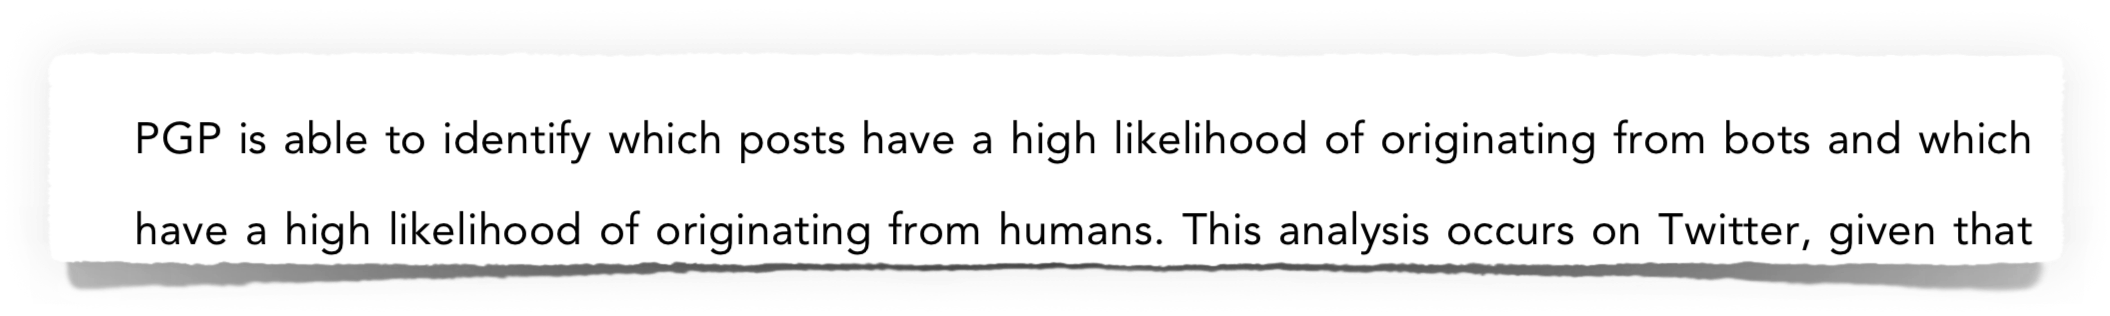 PGP is able to identify which posts have a high likelihood of originating from bots and which
have a high likelihood of originating from humans. This analysis occurs on Twitter, given that